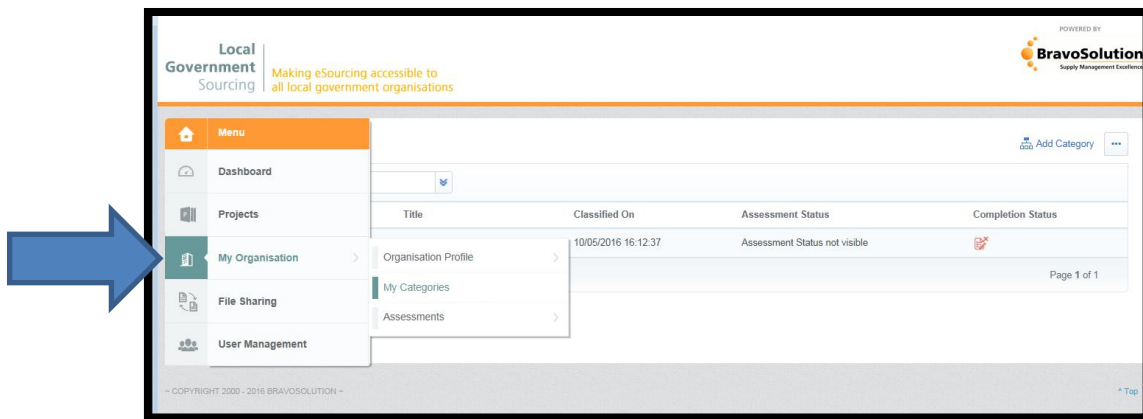 Local
Government
Sourcing
Making eSourcing accessible to
all local government organisations
POWERED BY
BravoSolution
Supply Management Excellence
Menu
Add Category
Dashboard
Projects
Title Classified On Assessment Status Completion Status
10/05/2016 16:12:37 Assessment Status not visible
My Organisation
Organisation Profile
My Categories
Assessments
Page 1 of 1
File Sharing
User Management
~ COPYRIGHT 2000 - 2016 BRAVOSOLUTION ~
^ Top